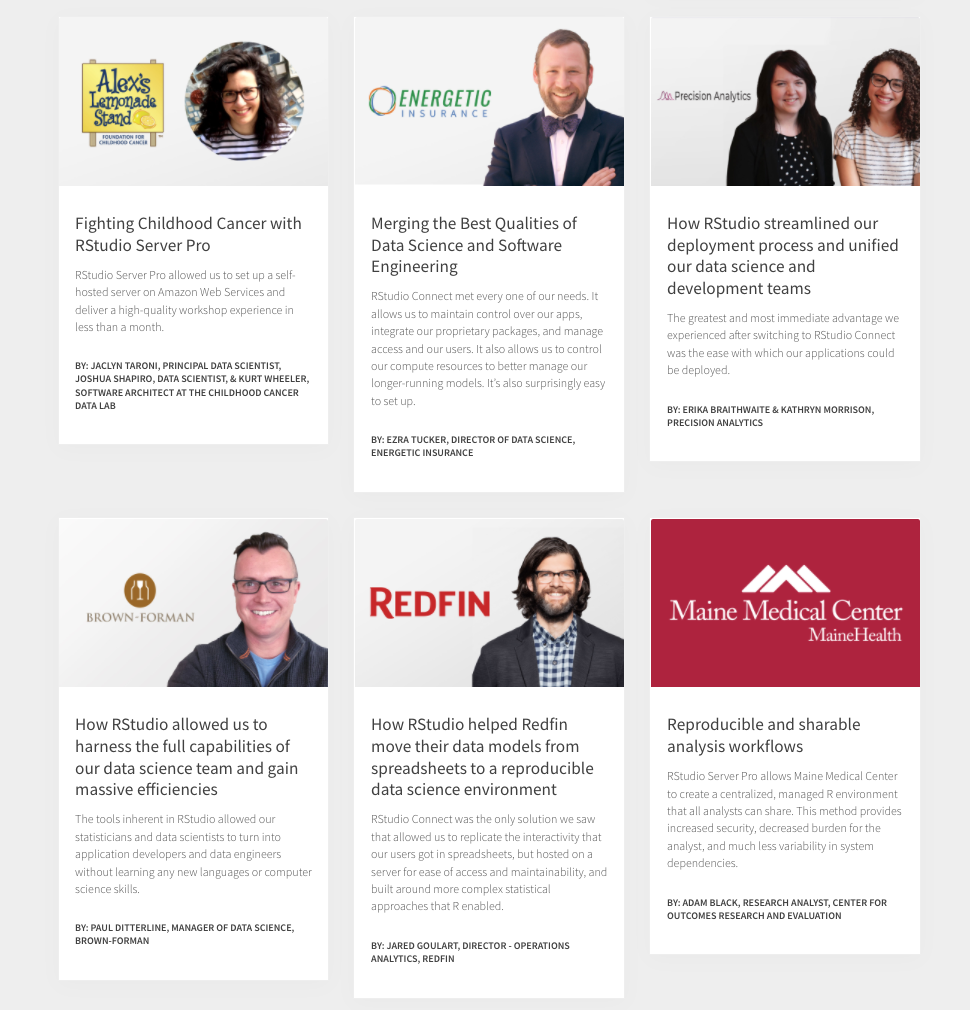 Alex's
Lemonade
Stand
FOUNDATION FOR
CHILDHOOD CANCER
Fighting Childhood Cancer with
RStudio Server Pro
RStudio Server Pro allowed us to set up a self-
hosted server on Amazon Web Services and
deliver a high-quality workshop experience in
less than a month.
BY: JACLYN TARONI, PRINCIPAL DATA SCIENTIST,
JOSHUA SHAPIRO, DATA SCIENTIST, & KURT WHEELER,
SOFTWARE ARCHITECT AT THE CHILDHOOD CANCER
DATA LAB
ENERGETIC
INSURANCE
Merging the Best Qualities of
Data Science and Software
Engineering
RStudio Connect met every one of our needs. It
allows us to maintain control over our apps,
integrate our proprietary packages, and manage
access and our users. It also allows us to control
our compute resources to better manage our
longer-running models. It's also surprisingly easy
to set up.
BY: EZRA TUCKER, DIRECTOR OF DATA SCIENCE,
ENERGETIC INSURANCE
Precision Analytics
How RStudio streamlined our
deployment process and unified
our data science and
development teams
The greatest and most immediate advantage we
experienced after switching to RStudio Connect
was the ease with which our applications could
be deployed.
BY: ERIKA BRAITHWAITE & KATHRYN MORRISON,
PRECISION ANALYTICS
BROWN-FORMAN
How RStudio allowed us to
harness the full capabilities of
our data science team and gain
massive efficiencies
The tools inherent in RStudio allowed our
statisticians and data scientists to turn into
application developers and data engineers
without learning any new languages or computer
science skills.
BY: PAUL DITTERLINE, MANAGER OF DATA SCIENCE,
BROWN-FORMAN
REDFIN
How RStudio helped Redfin
move their data models from
spreadsheets to a reproducible
data science environment
RStudio Connect was the only solution we saw
that allowed us to replicate the interactivity that
our users got in spreadsheets, but hosted on a
server for ease of access and maintainability, and
built around more complex statistical
approaches that R enabled.
BY: JARED GOULART, DIRECTOR - OPERATIONS
ANALYTICS, REDFIN
Maine Medical Center
MaineHealth
Reproducible and sharable
analysis workflows
RStudio Server Pro allows Maine Medical Center
to create a centralized, managed R environment
that all analysts can share. This method provides
increased security, decreased burden for the
analyst, and much less variability in system
dependencies.
BY: ADAM BLACK, RESEARCH ANALYST, CENTER FOR
OUTCOMES RESEARCH AND EVALUATION